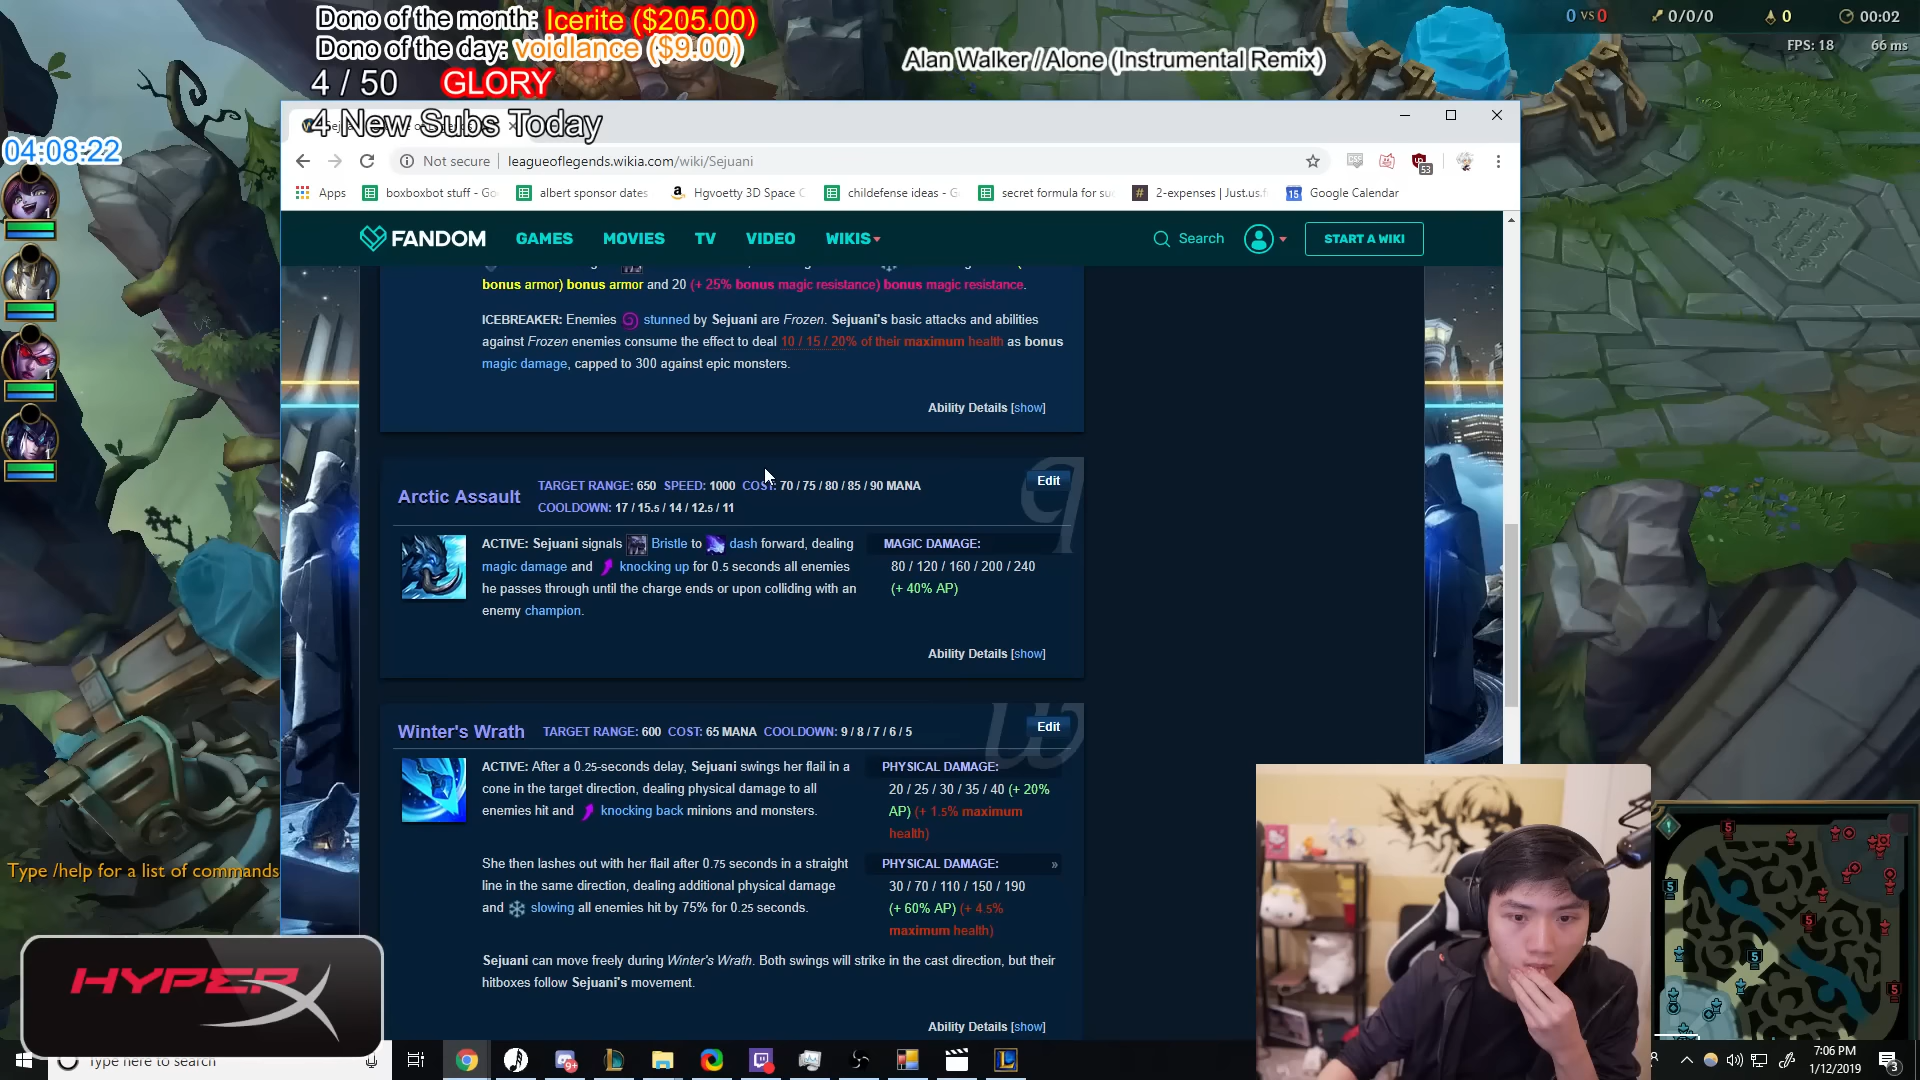 Dono of the month: Icerite ($205.00)
Dono of the day: voidlance ($9.00)
4 / 50 GLORY
4 New Subs Today
Alan Walker // Alone (Instrumental Remix)
0 vs 0 0/0/0 0 00:02
FPS: 18 66 ms
04:08:22
Not secure leagueoflegends.wikia.com/wiki/Sejuani
53
Apps boxboxbot stuff - Go albert sponsor dates Hgvoetty 3D Space C childefense ideas - G secret formula for su 2-expenses | Just.us.f 15 Google Calendar
FANDOM GAMES MOVIES TV VIDEO WIKIS Search START A WIKI
bonus armor) bonus armor and 20 (+ 25% bonus magic resistance) bonus magic resistance.
ICEBREAKER: Enemies stunned by Sejuani are Frozen. Sejuani's basic attacks and abilities
against Frozen enemies consume the effect to deal 10 / 15 / 20% of their maximum health as bonus
magic damage, capped to 300 against epic monsters.
Ability Details [show]
Arctic Assault TARGET RANGE: 650 SPEED: 1000 COST: 70 / 75 / 80 / 85 / 90 MANA
COOLDOWN: 17 / 15.5 / 14 / 12.5 / 11
Edit
q
ACTIVE: Sejuani signals Bristle to dash forward, dealing
magic damage and knocking up for 0.5 seconds all enemies
he passes through until the charge ends or upon colliding with an
enemy champion.
MAGIC DAMAGE:
80 / 120 / 160 / 200 / 240
(+ 40% AP)
Ability Details [show]
Winter's Wrath TARGET RANGE: 600 COST: 65 MANA COOLDOWN: 9 / 8 / 7 / 6 / 5
Edit
w
ACTIVE: After a 0.25-seconds delay, Sejuani swings her flail in a
cone in the target direction, dealing physical damage to all
enemies hit and knocking back minions and monsters.
PHYSICAL DAMAGE:
20 / 25 / 30 / 35 / 40 (+ 20%
AP) (+ 1.5% maximum
health)
She then lashes out with her flail after 0.75 seconds in a straight
line in the same direction, dealing additional physical damage
and slowing all enemies hit by 75% for 0.25 seconds.
PHYSICAL DAMAGE: »
30 / 70 / 110 / 150 / 190
(+ 60% AP) (+ 4.5%
maximum health)
Sejuani can move freely during Winter's Wrath. Both swings will strike in the cast direction, but their
hitboxes follow Sejuani's movement.
Ability Details [show]
1
1
1
1
Type /help for a list of commands
HYPERX
Type here to search
9+
7:06 PM
1/12/2019
3
5
5
5
5
5